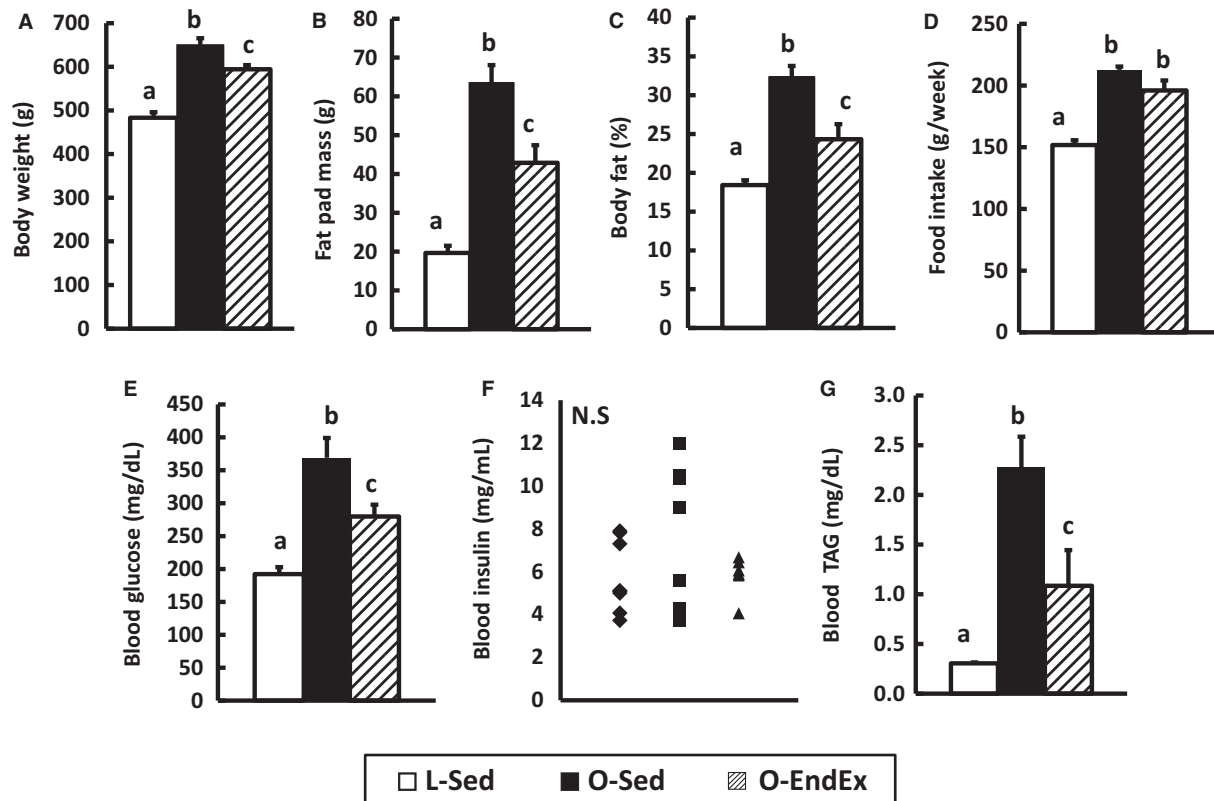 A
Body weight (g)
700
600
500
400
300
200
100
0
a
b
c
B
Fat pad mass (g)
80
70
60
50
40
30
20
10
0
a
b
c
C
Body fat (%)
40
35
30
25
20
15
10
5
0
a
b
c
D
Food intake (g/week)
250
200
150
100
50
0
a
b
b
E
Blood glucose (mg/dL)
450
400
350
300
250
200
150
100
50
0
a
b
c
F
Blood insulin (mg/mL)
14
12
10
8
6
4
2
0
N.S
G
Blood TAG (mg/dL)
3.0
2.5
2.0
1.5
1.0
0.5
0.0
a
b
c
L-Sed O-Sed O-EndEx